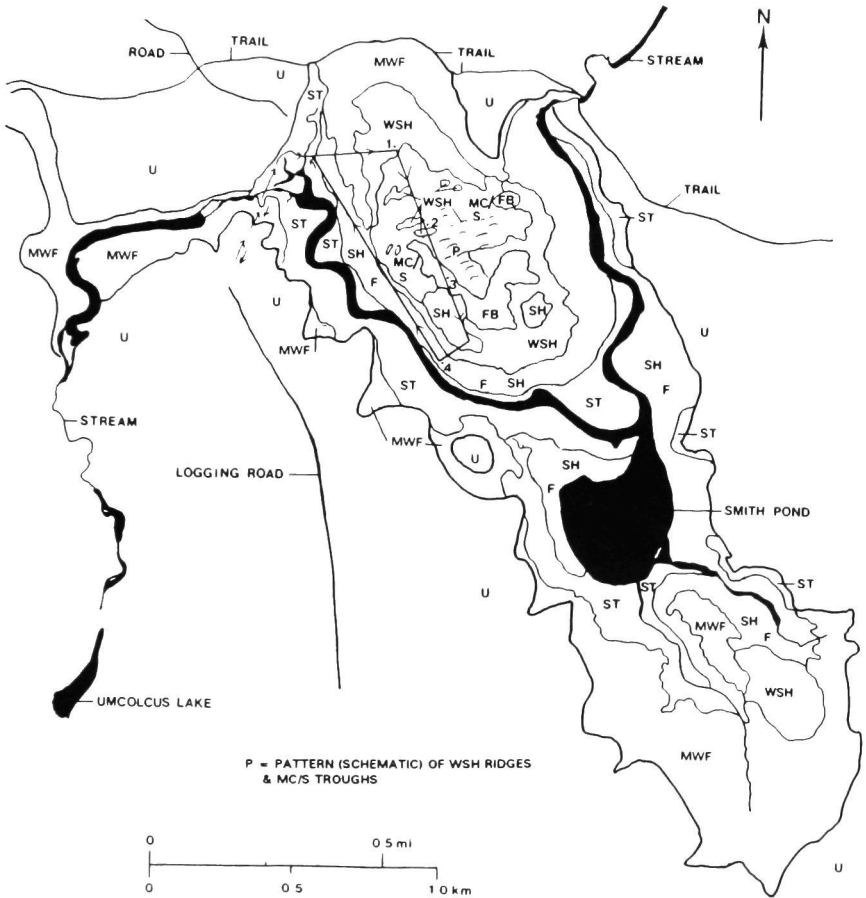 N
TRAIL
ROAD
U
MWF
TRAIL
STREAM
ST
U
WSH
1.
U
P
WSH
MC/
S
FB
2
TRAIL
ST
MWF
MWF
ST
ST
SH
F
MC/
S
P
3
U
SH
FB
SH
U
U
MWF
WSH
4
SH
F
ST
F
SH
ST
ST
STREAM
MWF
U
SH
F
LOGGING ROAD
SMITH POND
U
ST
ST
ST
MWF
SH
F
WSH
UMCOLCUS LAKE
MWF
P = PATTERN (SCHEMATIC) OF WSH RIDGES
& MC/S TROUGHS
0
0.5 mi
0
0.5
1.0 km
U